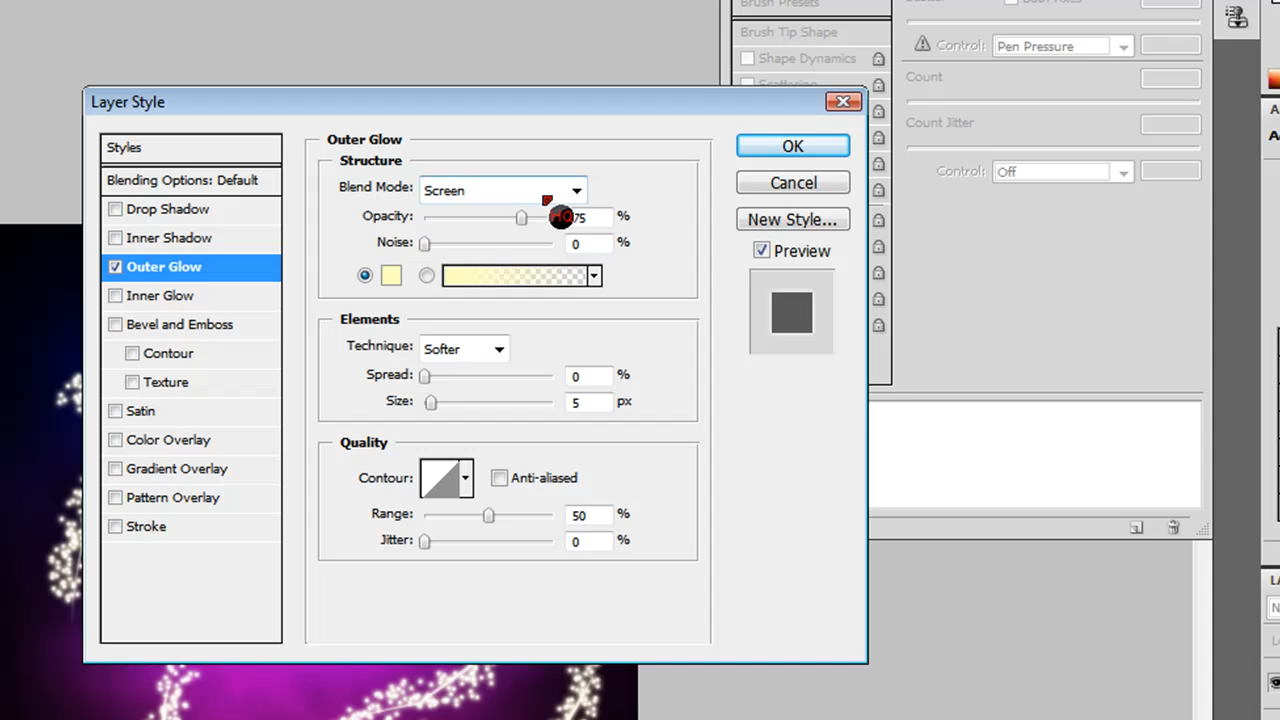 Brush Presets
Brush Tip Shape
Shape Dynamics
Control: Pen Pressure
Count
Count Jitter
Control: Off
Layer Style
Styles
Blending Options: Default
Drop Shadow
Inner Shadow
Outer Glow
Inner Glow
Bevel and Emboss
Contour
Texture
Satin
Color Overlay
Gradient Overlay
Pattern Overlay
Stroke
Outer Glow
Structure
Blend Mode: Screen
Opacity: 75 %
Noise: 0 %
Elements
Technique: Softer
Spread: 0 %
Size: 5 px
Quality
Contour: Anti-aliased
Range: 50 %
Jitter: 0 %
OK
Cancel
New Style...
Preview